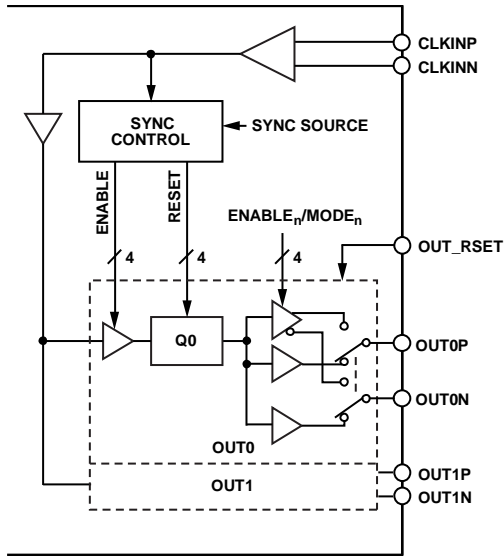 CLKINP
CLKINN
SYNC
CONTROL
SYNC SOURCE
ENABLE
RESET
ENABLEn/MODEn
4
4
4
OUT_RSET
Q0
OUT0P
OUT0N
OUT0
OUT1
OUT1P
OUT1N